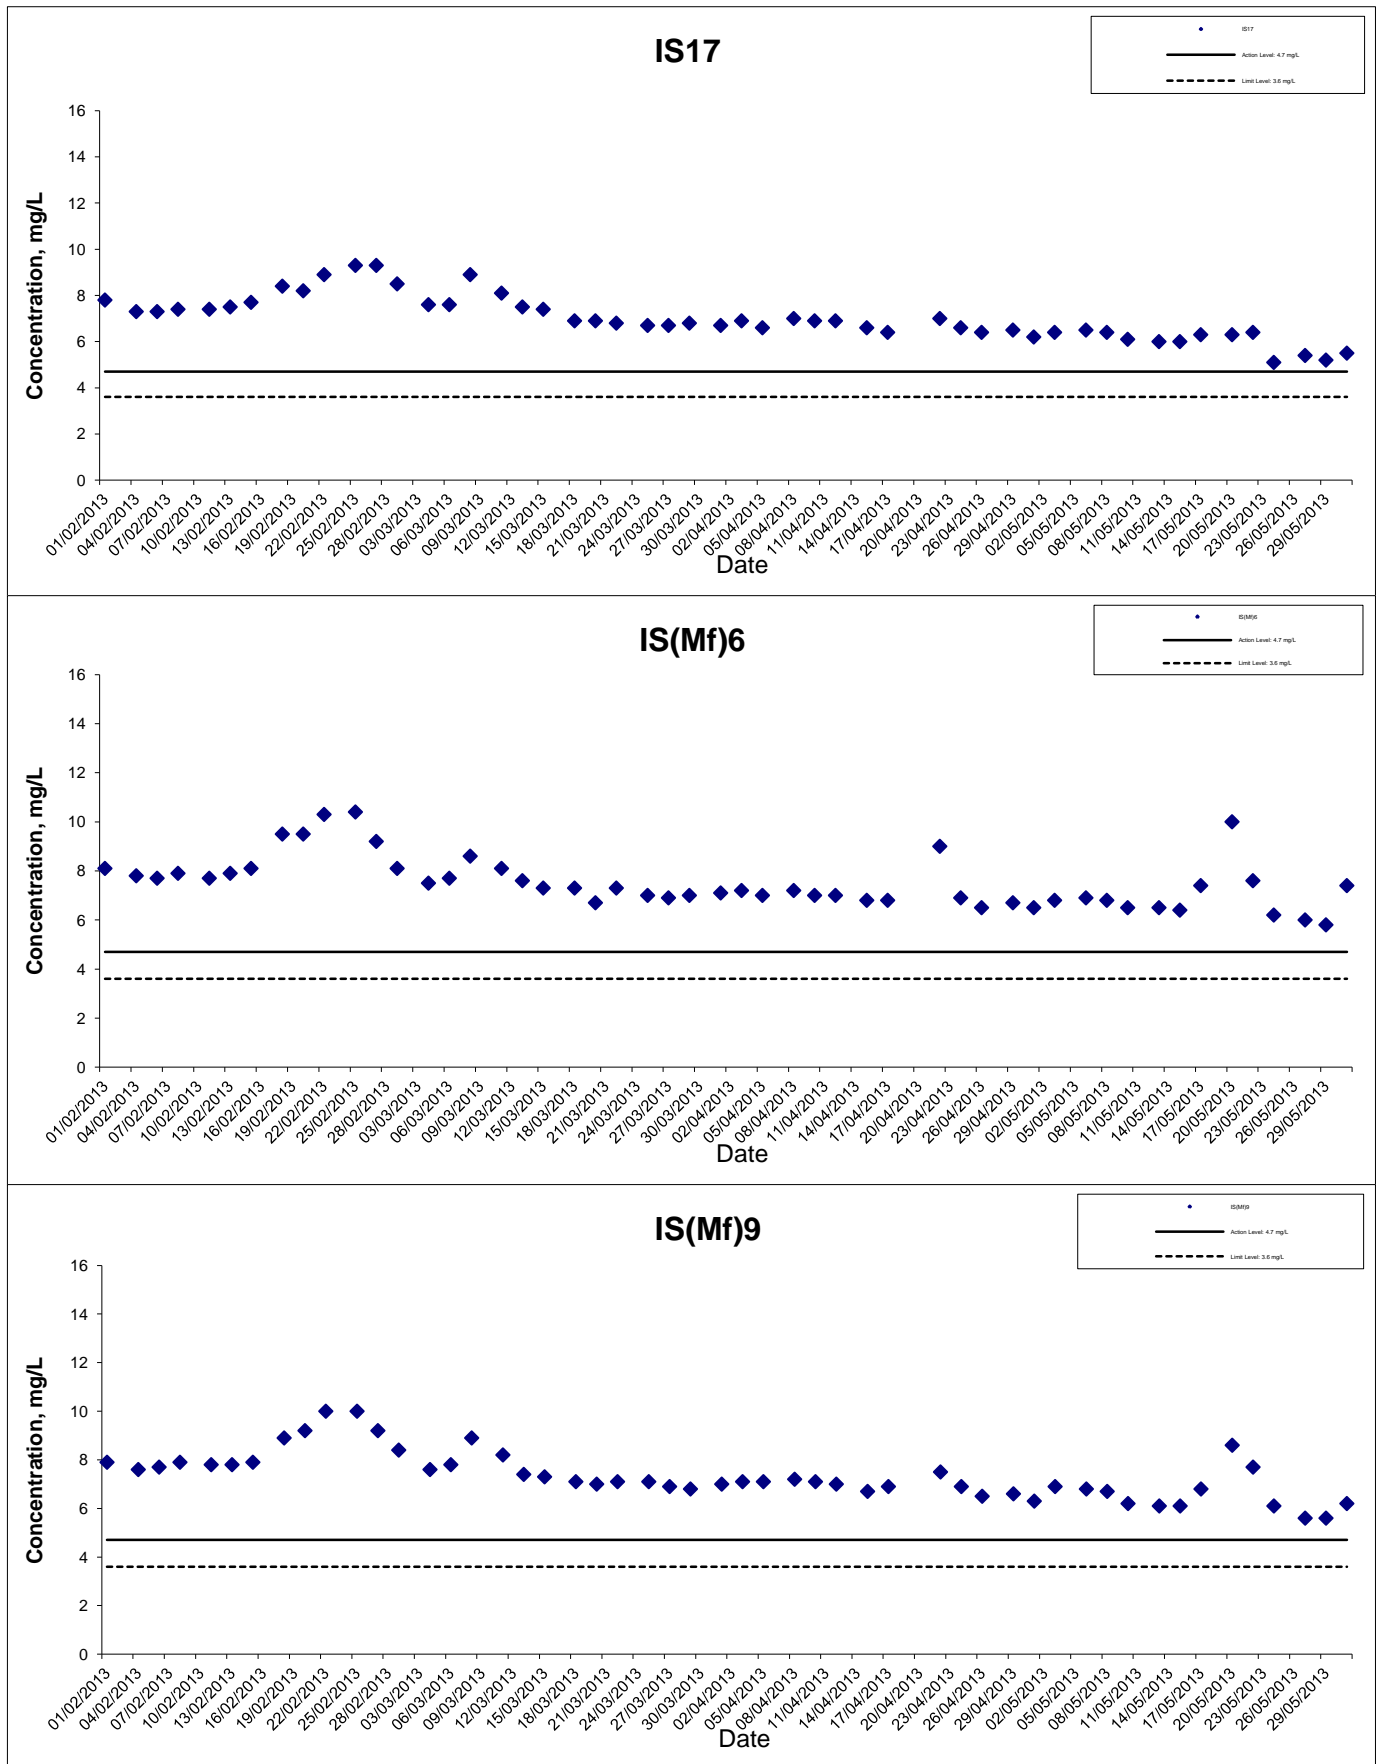 IS17
IS17
Action Level: 4.7 mg/L
Limit Level: 3.6 mg/L
16
14
12
10
8
6
4
2
0
Concentration, mg/L
01/02/2013 04/02/2013 07/02/2013 10/02/2013 13/02/2013 16/02/2013 19/02/2013 22/02/2013 25/02/2013 28/02/2013 03/03/2013 06/03/2013 09/03/2013 12/03/2013 15/03/2013 18/03/2013 21/03/2013 24/03/2013 27/03/2013 30/03/2013 02/04/2013 05/04/2013 08/04/2013 11/04/2013 14/04/2013 17/04/2013 20/04/2013 23/04/2013 26/04/2013 29/04/2013 02/05/2013 05/05/2013 08/05/2013 11/05/2013 14/05/2013 17/05/2013 20/05/2013 23/05/2013 26/05/2013 29/05/2013
Date
IS(Mf)6
IS(Mf)6
Action Level: 4.7 mg/L
Limit Level: 3.6 mg/L
16
14
12
10
8
6
4
2
0
Concentration, mg/L
01/02/2013 04/02/2013 07/02/2013 10/02/2013 13/02/2013 16/02/2013 19/02/2013 22/02/2013 25/02/2013 28/02/2013 03/03/2013 06/03/2013 09/03/2013 12/03/2013 15/03/2013 18/03/2013 21/03/2013 24/03/2013 27/03/2013 30/03/2013 02/04/2013 05/04/2013 08/04/2013 11/04/2013 14/04/2013 17/04/2013 20/04/2013 23/04/2013 26/04/2013 29/04/2013 02/05/2013 05/05/2013 08/05/2013 11/05/2013 14/05/2013 17/05/2013 20/05/2013 23/05/2013 26/05/2013 29/05/2013
Date
IS(Mf)9
IS(Mf)9
Action Level: 4.7 mg/L
Limit Level: 3.6 mg/L
16
14
12
10
8
6
4
2
0
Concentration, mg/L
01/02/2013 04/02/2013 07/02/2013 10/02/2013 13/02/2013 16/02/2013 19/02/2013 22/02/2013 25/02/2013 28/02/2013 03/03/2013 06/03/2013 09/03/2013 12/03/2013 15/03/2013 18/03/2013 21/03/2013 24/03/2013 27/03/2013 30/03/2013 02/04/2013 05/04/2013 08/04/2013 11/04/2013 14/04/2013 17/04/2013 20/04/2013 23/04/2013 26/04/2013 29/04/2013 02/05/2013 05/05/2013 08/05/2013 11/05/2013 14/05/2013 17/05/2013 20/05/2013 23/05/2013 26/05/2013 29/05/2013
Date